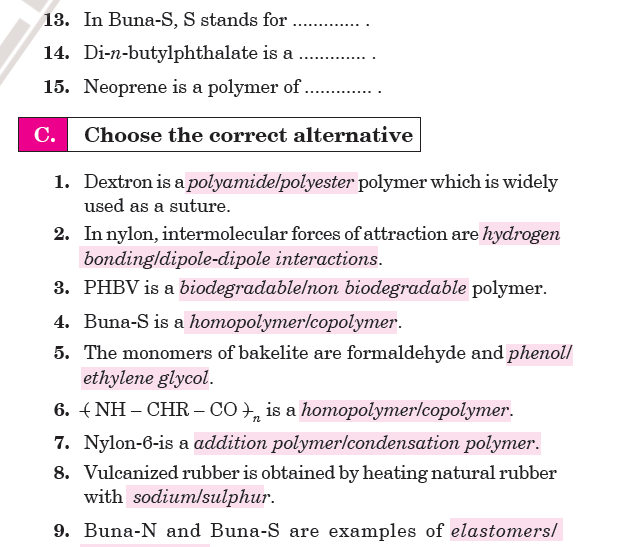 13. In Buna-S, S stands for ............. .
14. Di-n-butylphthalate is a ............. .
15. Neoprene is a polymer of ............. .
C. Choose the correct alternative
1. Dextron is a polyamide/polyester polymer which is widely
used as a suture.
2. In nylon, intermolecular forces of attraction are hydrogen
bonding/dipole-dipole interactions.
3. PHBV is a biodegradable/non biodegradable polymer.
4. Buna-S is a homopolymer/copolymer.
5. The monomers of bakelite are formaldehyde and phenol/
ethylene glycol.
6. –( NH – CHR – CO )–n is a homopolymer/copolymer.
7. Nylon-6-is a addition polymer/condensation polymer.
8. Vulcanized rubber is obtained by heating natural rubber
with sodium/sulphur.
9. Buna-N and Buna-S are examples of elastomers/